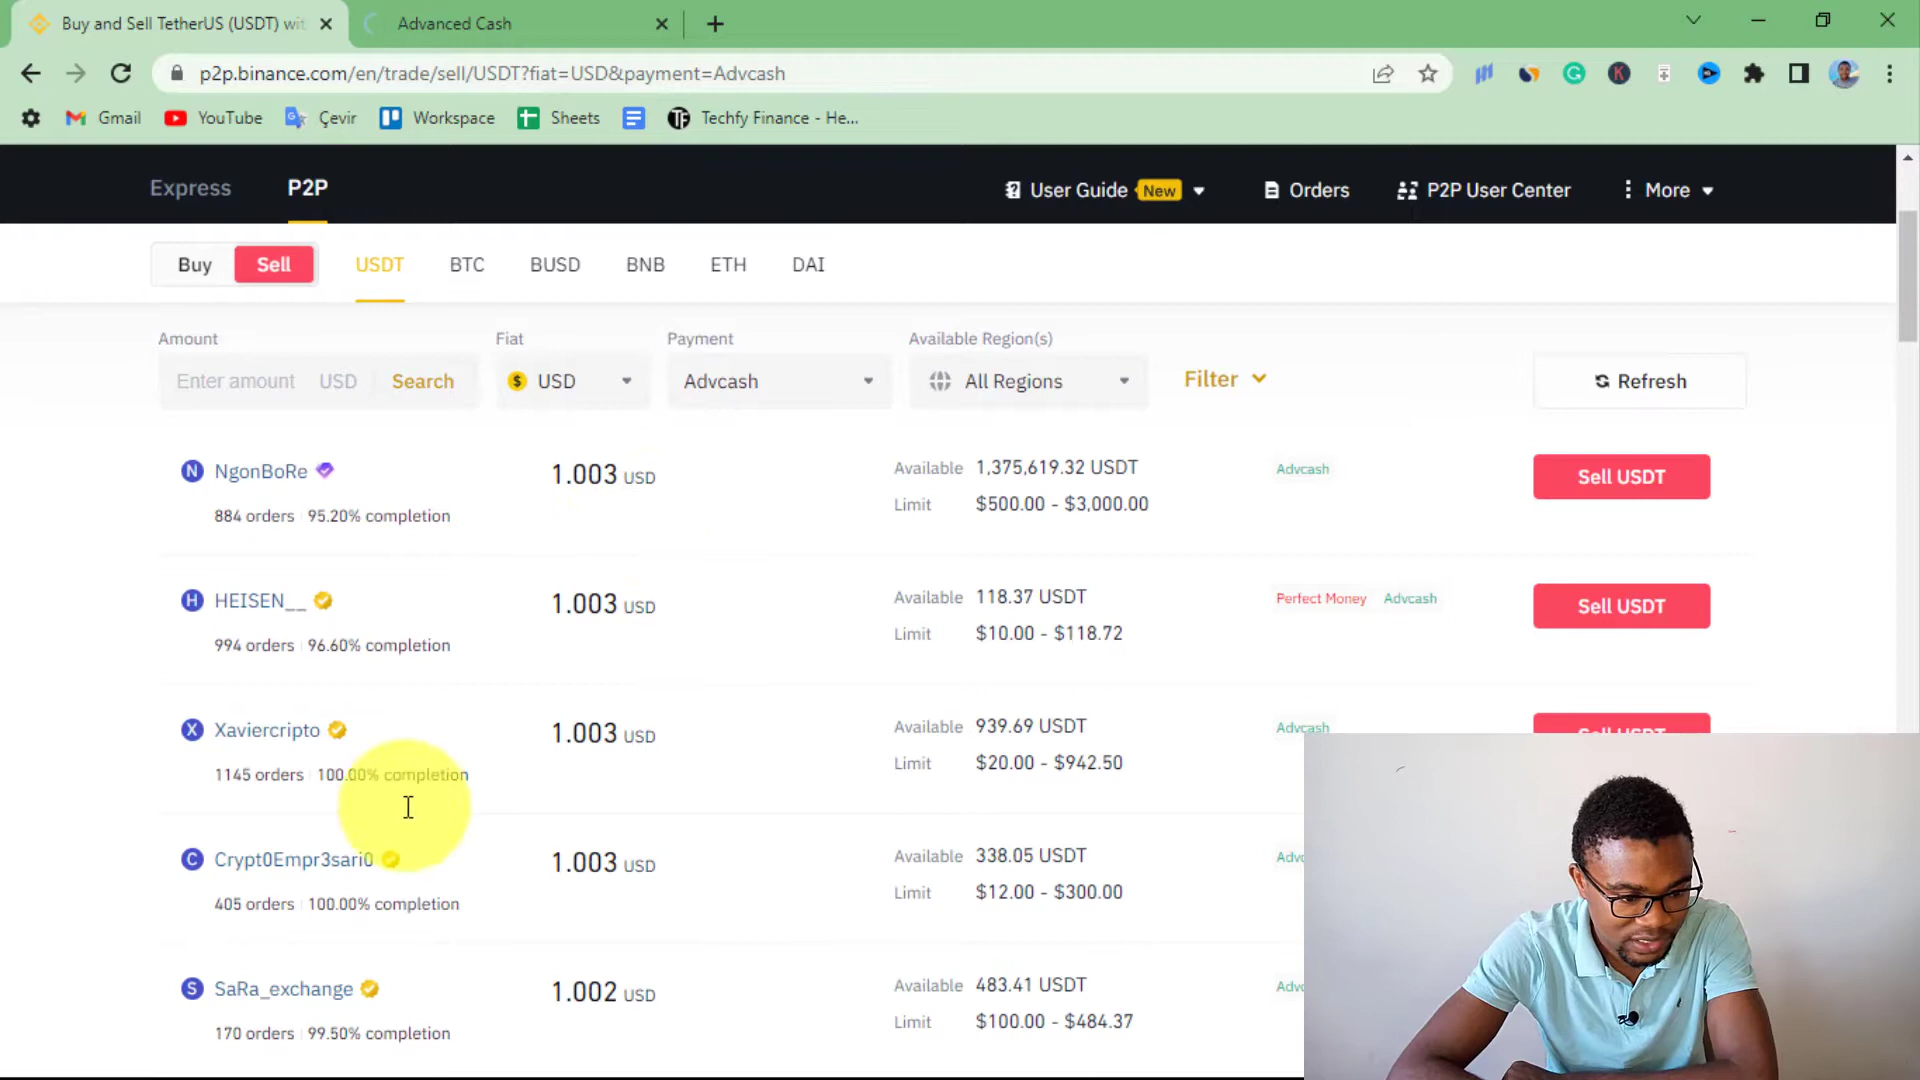 Buy and Sell TetherUS (USDT) wit
Advanced Cash
p2p.binance.com/en/trade/sell/USDT?fiat=USD&payment=Advcash
Gmail YouTube Çevir Workspace Sheets Techfy Finance - He...
Express P2P User Guide New Orders P2P User Center More
Buy Sell USDT BTC BUSD BNB ETH DAI
Amount Fiat Payment Available Region(s)
Enter amount USD Search $ USD Advcash All Regions Filter Refresh
N NgonBoRe 1.003 USD Available 1,375,619.32 USDT Advcash Sell USDT
884 orders 95.20% completion Limit $500.00 - $3,000.00
H HEISEN__ 1.003 USD Available 118.37 USDT Perfect Money Advcash Sell USDT
994 orders 96.60% completion Limit $10.00 - $118.72
X Xaviercripto 1.003 USD Available 939.69 USDT Advcash Sell USDT
1145 orders 100.00% completion Limit $20.00 - $942.50
C Crypt0Empr3sari0 1.003 USD Available 338.05 USDT Advc
405 orders 100.00% completion Limit $12.00 - $300.00
S SaRa_exchange 1.002 USD Available 483.41 USDT Advc
170 orders 99.50% completion Limit $100.00 - $484.37